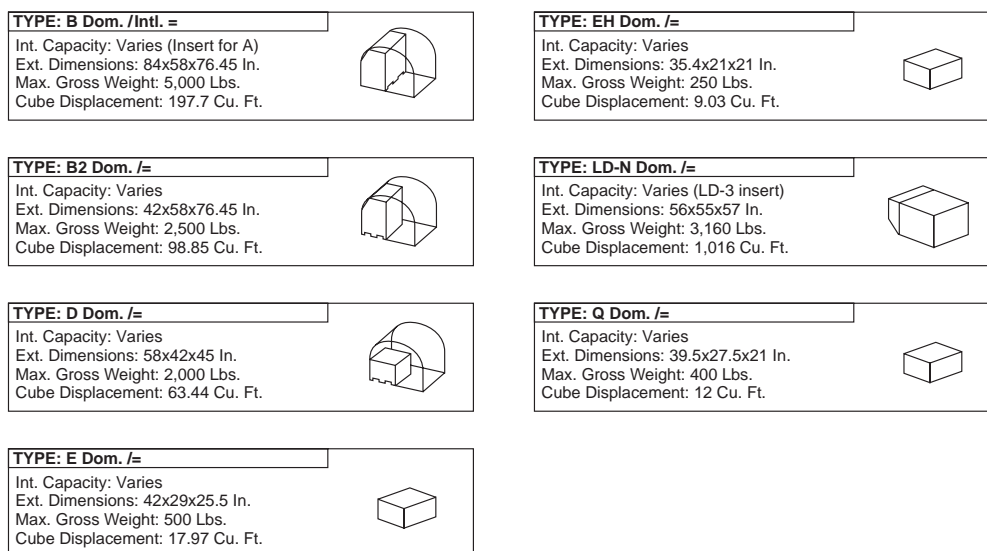 TYPE: B Dom. /Intl. =
Int. Capacity: Varies (Insert for A)
Ext. Dimensions: 84x58x76.45 In.
Max. Gross Weight: 5,000 Lbs.
Cube Displacement: 197.7 Cu. Ft.
TYPE: B2 Dom. /=
Int. Capacity: Varies
Ext. Dimensions: 42x58x76.45 In.
Max. Gross Weight: 2,500 Lbs.
Cube Displacement: 98.85 Cu. Ft.
TYPE: D Dom. /=
Int. Capacity: Varies
Ext. Dimensions: 58x42x45 In.
Max. Gross Weight: 2,000 Lbs.
Cube Displacement: 63.44 Cu. Ft.
TYPE: E Dom. /=
Int. Capacity: Varies
Ext. Dimensions: 42x29x25.5 In.
Max. Gross Weight: 500 Lbs.
Cube Displacement: 17.97 Cu. Ft.
TYPE: EH Dom. /=
Int. Capacity: Varies
Ext. Dimensions: 35.4x21x21 In.
Max. Gross Weight: 250 Lbs.
Cube Displacement: 9.03 Cu. Ft.
TYPE: LD-N Dom. /=
Int. Capacity: Varies (LD-3 insert)
Ext. Dimensions: 56x55x57 In.
Max. Gross Weight: 3,160 Lbs.
Cube Displacement: 1,016 Cu. Ft.
TYPE: Q Dom. /=
Int. Capacity: Varies
Ext. Dimensions: 39.5x27.5x21 In.
Max. Gross Weight: 400 Lbs.
Cube Displacement: 12 Cu. Ft.